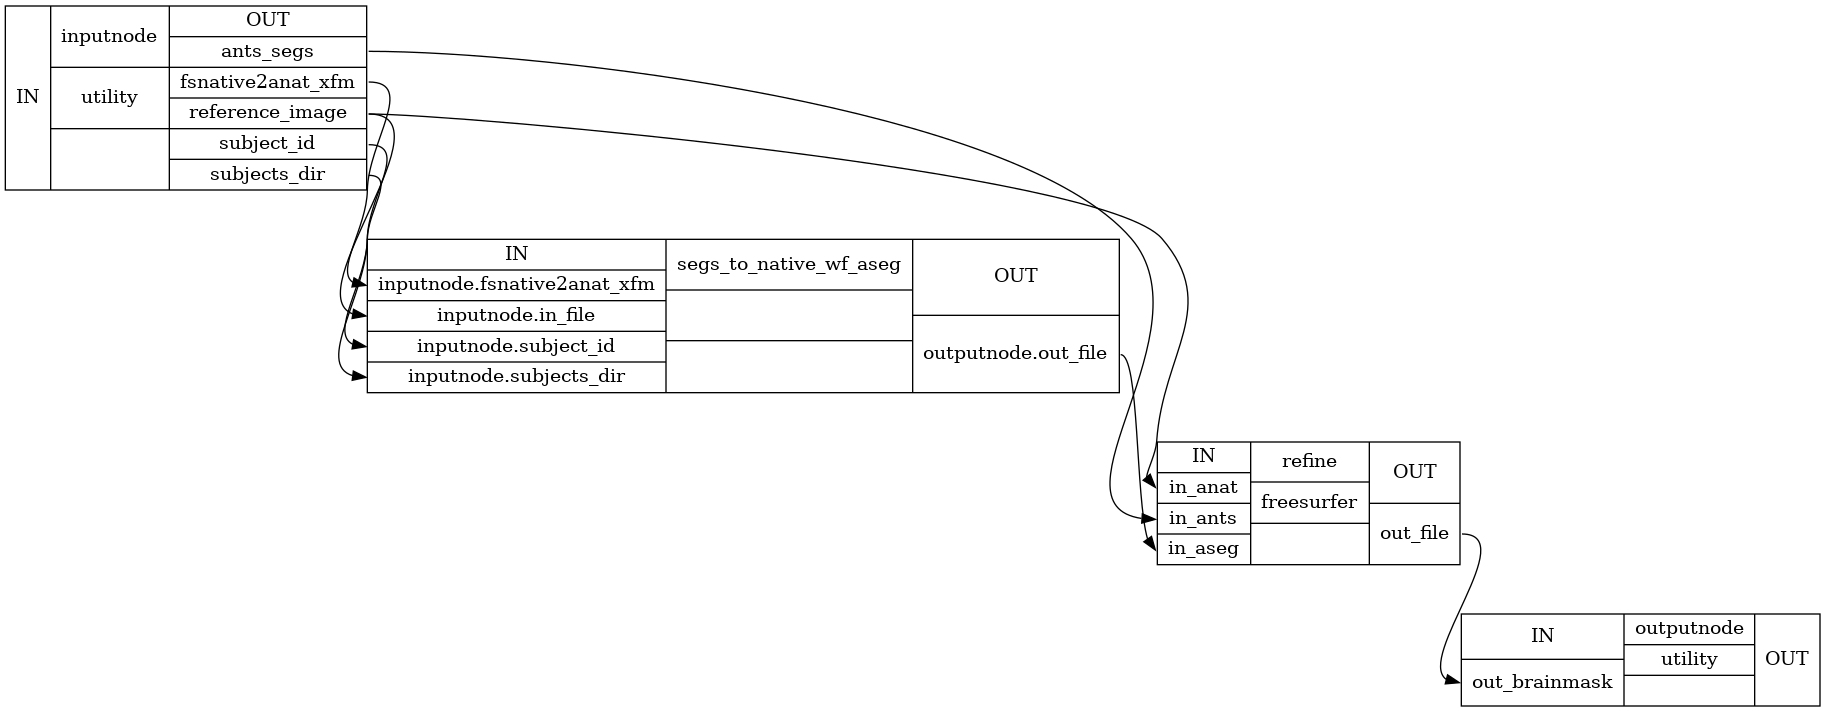 IN
inputnode
utility
OUT
ants_segs
fsnative2anat_xfm
reference_image
subject_id
subjects_dir
IN
inputnode.fsnative2anat_xfm
inputnode.in_file
inputnode.subject_id
inputnode.subjects_dir
segs_to_native_wf_aseg
OUT
outputnode.out_file
IN
in_anat
in_ants
in_aseg
refine
freesurfer
OUT
out_file
IN
out_brainmask
outputnode
utility
OUT